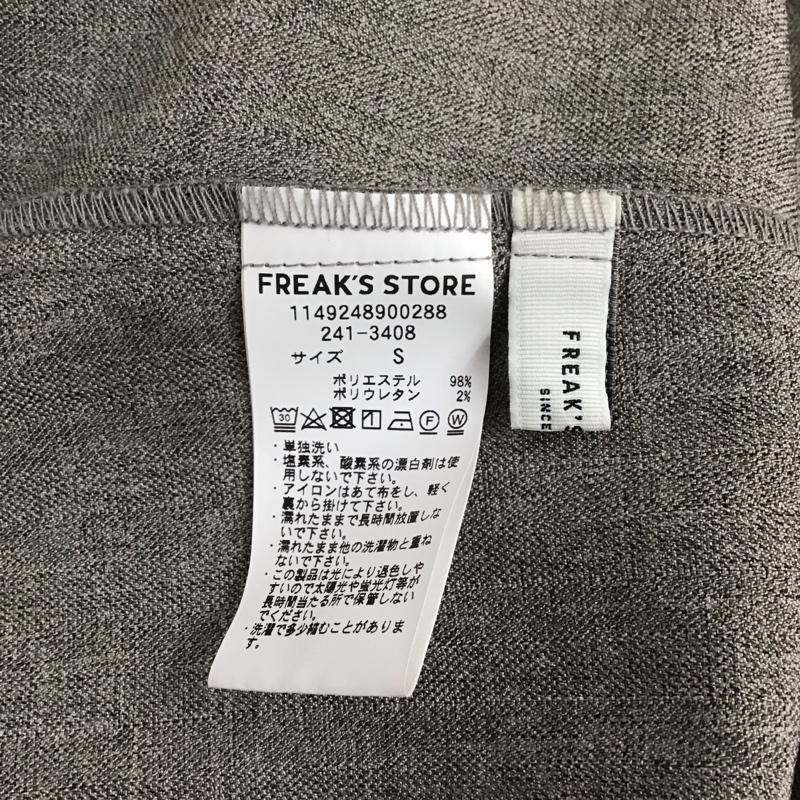 FREAK'S STORE
1149248900288
241-3408
サイズ S
ポリエステル 98%
ポリウレタン 2%
30 F W
・単独洗い
・塩素系、酸素系の漂白剤は使
用しないで下さい。
・アイロンはあて布をし、軽く
裏から掛けて下さい。
・濡れたままで長時間放置しな
いで下さい。
・濡れたまま他の洗濯物と重ね
ないで下さい。
・この製品は光により退色しや
すいので太陽光や蛍光灯等が
長時間当たる所で保管しない
でください。
・洗濯で多少縮むことがありま
す。
FREAK'S
SINCE